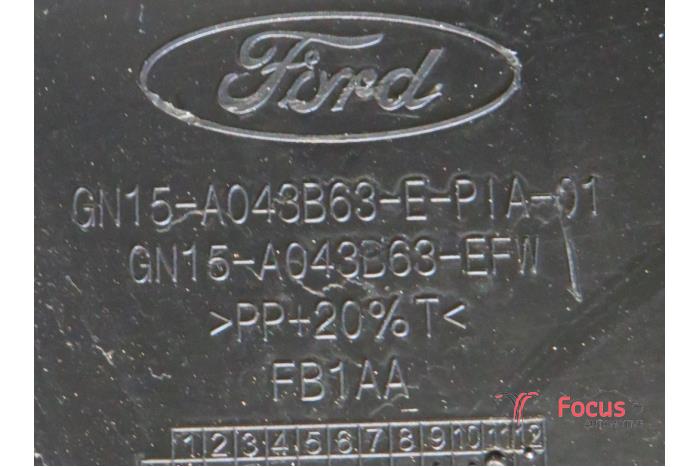 Ford
GN15-A043B63-E-PIA-01
GN15-A043B63-EFW
>PP+20%T<
FB1AA
1 2 3 4 5 6 7 8 9 10 11 12
Focus
Automotive